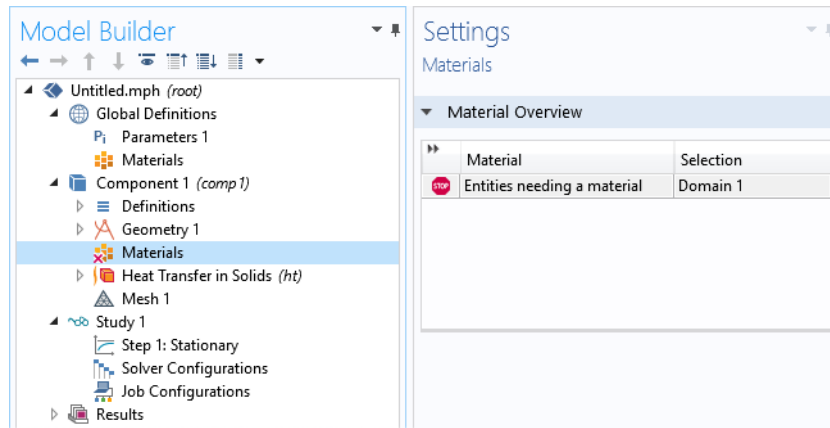 Model Builder
Untitled.mph (root)
Global Definitions
Pi Parameters 1
Materials
Component 1 (comp1)
Definitions
Geometry 1
Materials
Heat Transfer in Solids (ht)
Mesh 1
Study 1
Step 1: Stationary
Solver Configurations
Job Configurations
Results
Settings
Materials
Material Overview
Material Selection
STOP Entities needing a material Domain 1